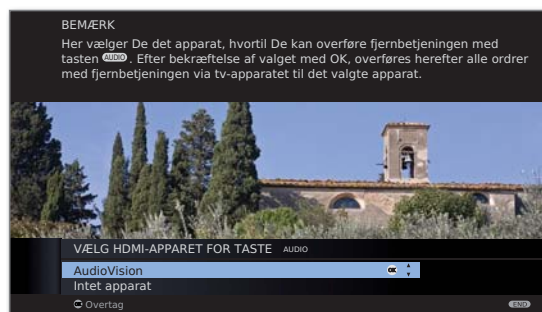 BEMÆRK
Her vælger De det apparat, hvortil De kan overføre fjernbetjeningen med
tasten AUDIO . Efter bekræftelse af valget med OK, overføres herefter alle ordrer
med fjernbetjeningen via tv-apparatet til det valgte apparat.
VÆLG HDMI-APPARET FOR TASTE AUDIO
AudioVision OK
Intet apparat
OK Overtag END